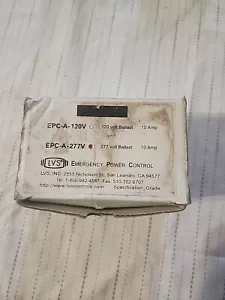 EPC-A-120V 120 volt Ballast 10 Amp
EPC-A-277V 277 volt Ballast 10 Amp
LVS EMERGENCY POWER CONTROL
LVS, INC. 2555 Nicholson St., San Leandro, CA 94577
Tel: 1-800-982-4587 Fax: 510-352-6707
http://www.lvscontrols.com Specification Grade